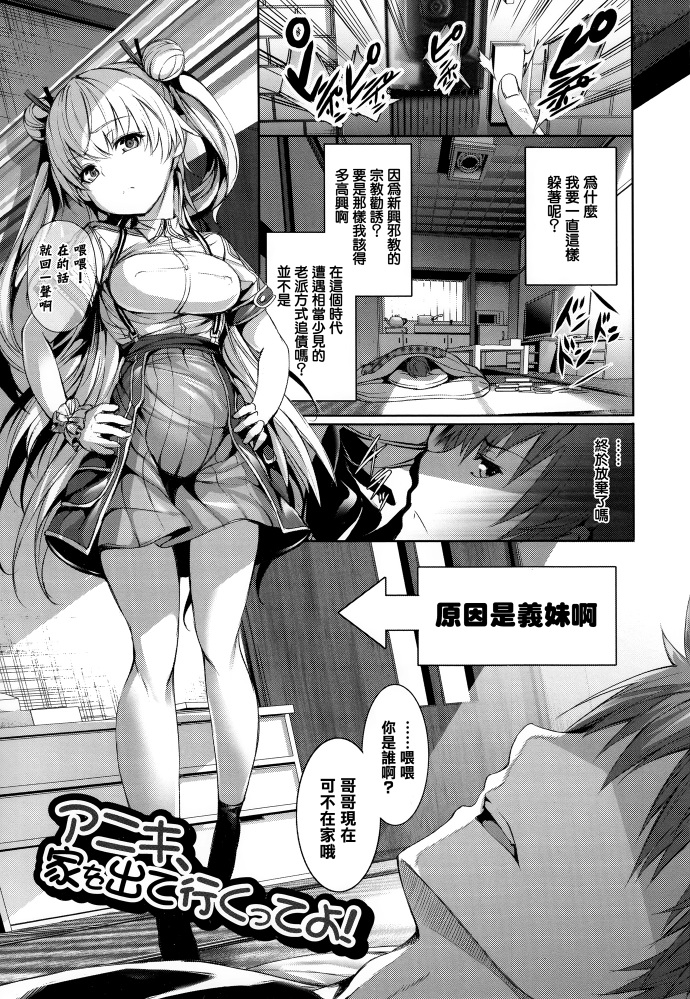 ピンポーン
ピンポ
ピンポ
ピンポ
為什麼
我要一直這樣
躲著呢？
因為新興邪教的
宗教勸誘？
要是那樣我該得
多高興啊
在這個時代
遭遇相當少見的
老派方式追債嗎？
並不是
ドンドン
……
終於放棄了嗎
喂喂！
在的話
就回一聲啊
原因是義妹啊
……喂喂
你是誰啊？
哥哥現在
可不在家哦
アニキ、
家を出て行くってよ！